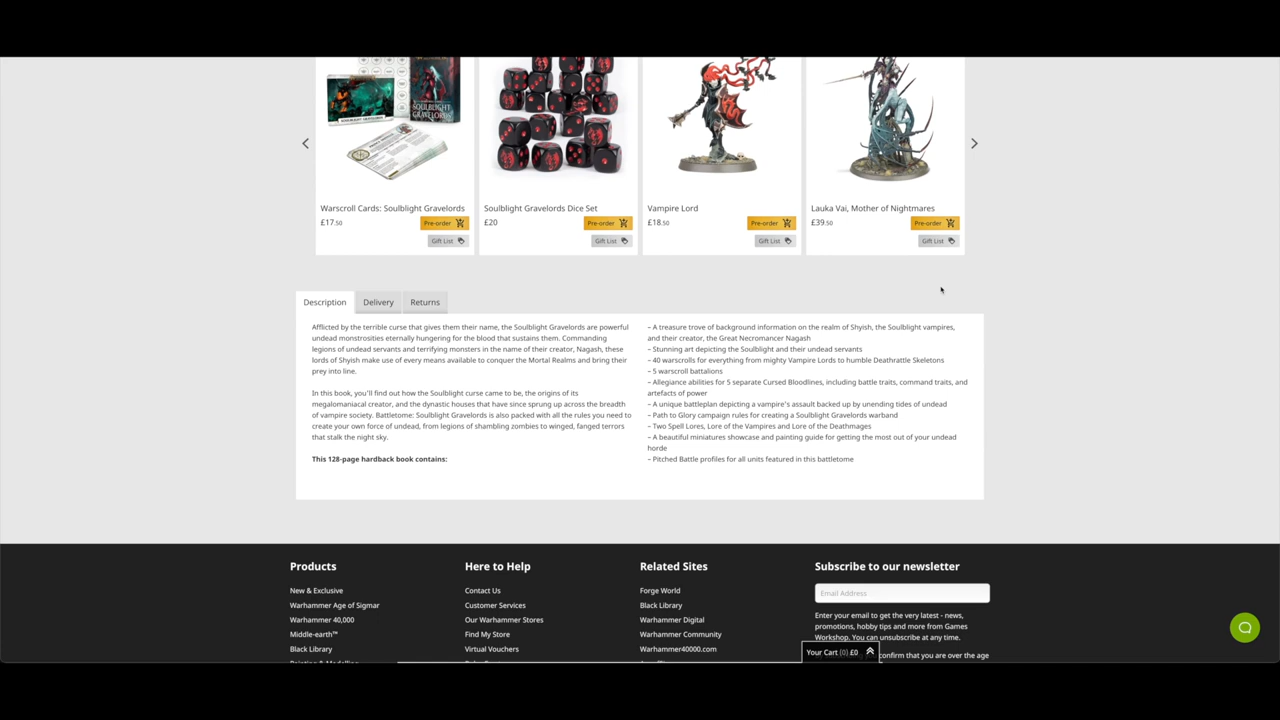 SOULBLIGHT
GRAVELORDS
Warscroll Cards: Soulblight Gravelords
£17.50
Pre-order
Gift List
Soulblight Gravelords Dice Set
£20
Pre-order
Gift List
Vampire Lord
£18.50
Pre-order
Gift List
Lauka Vai, Mother of Nightmares
£39.50
Pre-order
Gift List
Description
Delivery
Returns
Afflicted by the terrible curse that gives them their name, the Soulblight Gravelords are powerful
undead monstrosities eternally hungering for the blood that sustains them. Commanding
legions of undead servants and terrifying monsters in the name of their creator, Nagash, these
lords of Shyish make use of every means available to conquer the Mortal Realms and bring their
prey into line.
In this book, you'll find out how the Soulblight curse came to be, the origins of its
megalomaniacal creator, and the dynastic houses that have since sprung up across the breadth
of vampire society. Battletome: Soulblight Gravelords is also packed with all the rules you need to
create your own force of undead, from legions of shambling zombies to winged, fanged terrors
that stalk the night sky.
This 128-page hardback book contains:
– A treasure trove of background information on the realm of Shyish, the Soulblight vampires,
and their creator, the Great Necromancer Nagash
– Stunning art depicting the Soulblight and their undead servants
– 40 warscrolls for everything from mighty Vampire Lords to humble Deathrattle Skeletons
– 5 warscroll battalions
– Allegiance abilities for 5 separate Cursed Bloodlines, including battle traits, command traits, and
artefacts of power
– A unique battleplan depicting a vampire's assault backed up by unending tides of undead
– Path to Glory campaign rules for creating a Soulblight Gravelords warband
– Two Spell Lores, Lore of the Vampires and Lore of the Deathmages
– A beautiful miniatures showcase and painting guide for getting the most out of your undead
horde
– Pitched Battle profiles for all units featured in this battletome
Products
New & Exclusive
Warhammer Age of Sigmar
Warhammer 40,000
Middle-earth™
Black Library
Here to Help
Contact Us
Customer Services
Our Warhammer Stores
Find My Store
Virtual Vouchers
Related Sites
Forge World
Black Library
Warhammer Digital
Warhammer Community
Warhammer40000.com
Subscribe to our newsletter
Email Address
Enter your email to get the very latest - news,
promotions, hobby tips and more from Games
Workshop. You can unsubscribe at any time.
confirm that you are over the age
Your Cart (0) £0